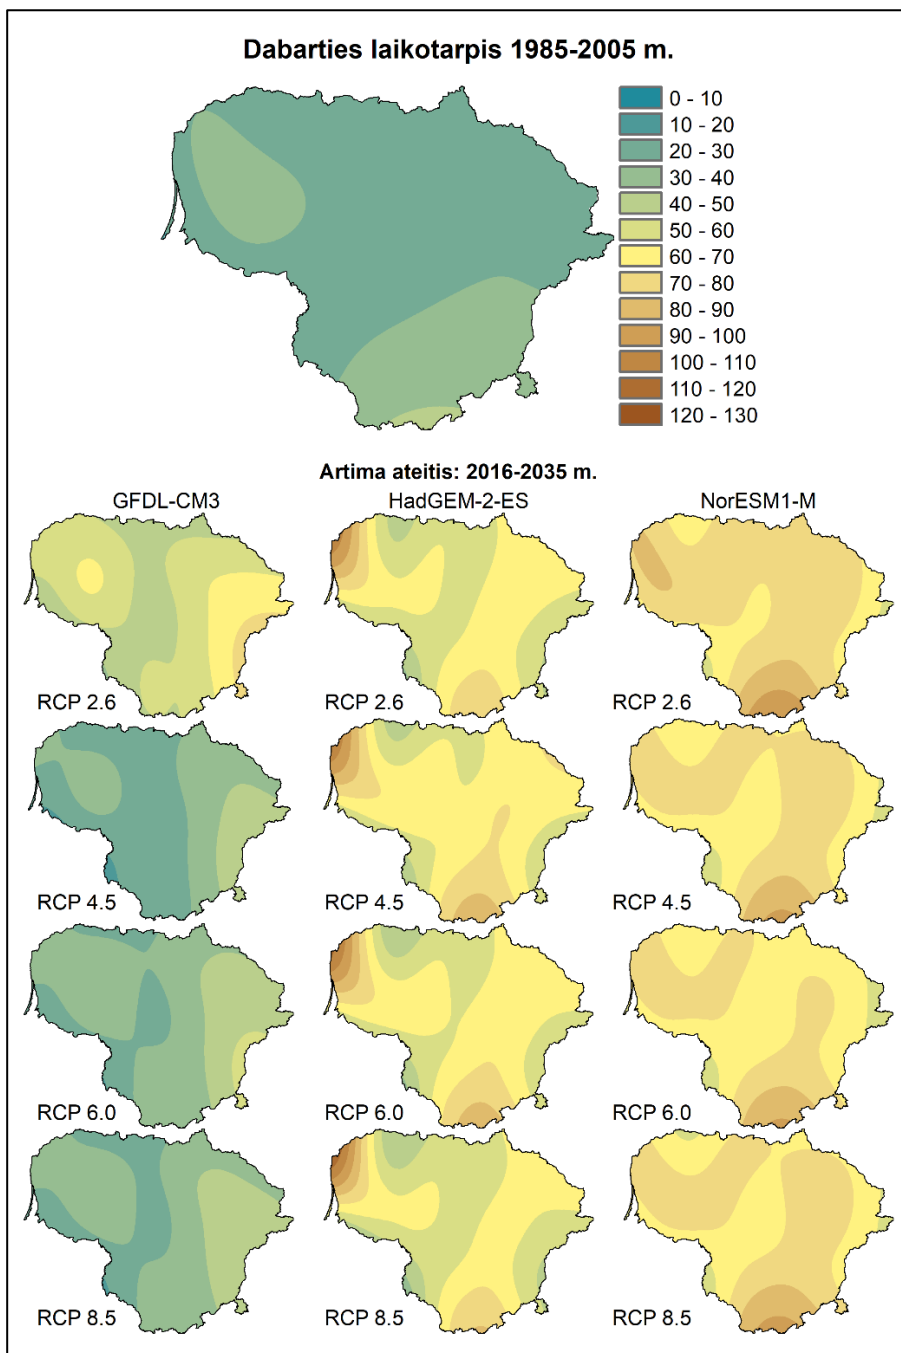 Dabarties laikotarpis 1985-2005 m.
0 - 10
10 - 20
20 - 30
30 - 40
40 - 50
50 - 60
60 - 70
70 - 80
80 - 90
90 - 100
100 - 110
110 - 120
120 - 130
Artima ateitis: 2016-2035 m.
GFDL-CM3 HadGEM-2-ES NorESM1-M
RCP 2.6 RCP 2.6 RCP 2.6
RCP 4.5 RCP 4.5 RCP 4.5
RCP 6.0 RCP 6.0 RCP 6.0
RCP 8.5 RCP 8.5 RCP 8.5